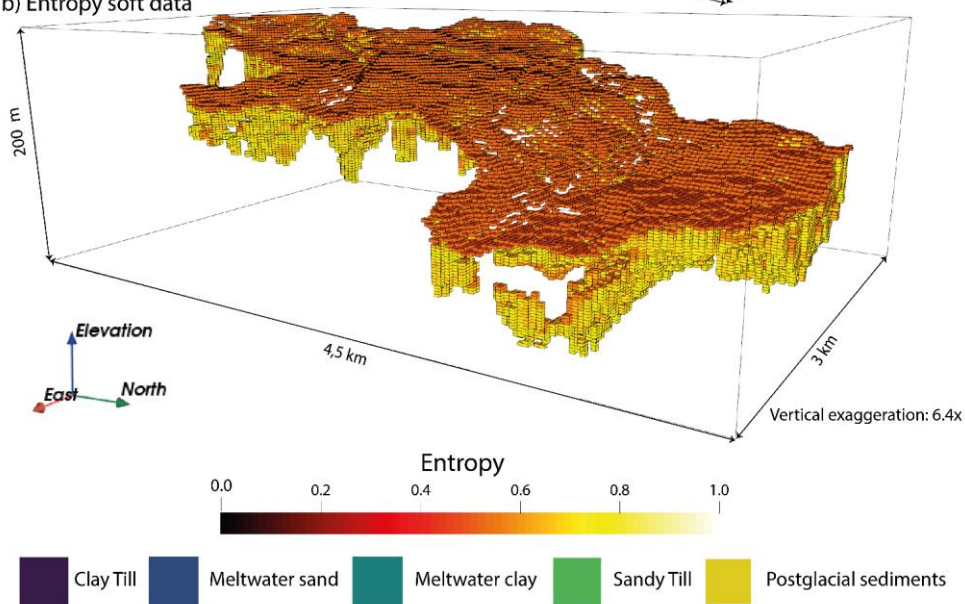 b) Entropy soft data
200 m
4,5 km
3 km
Elevation
East
North
Vertical exaggeration: 6.4x
Entropy
0.0 0.2 0.4 0.6 0.8 1.0
Clay Till Meltwater sand Meltwater clay Sandy Till Postglacial sediments